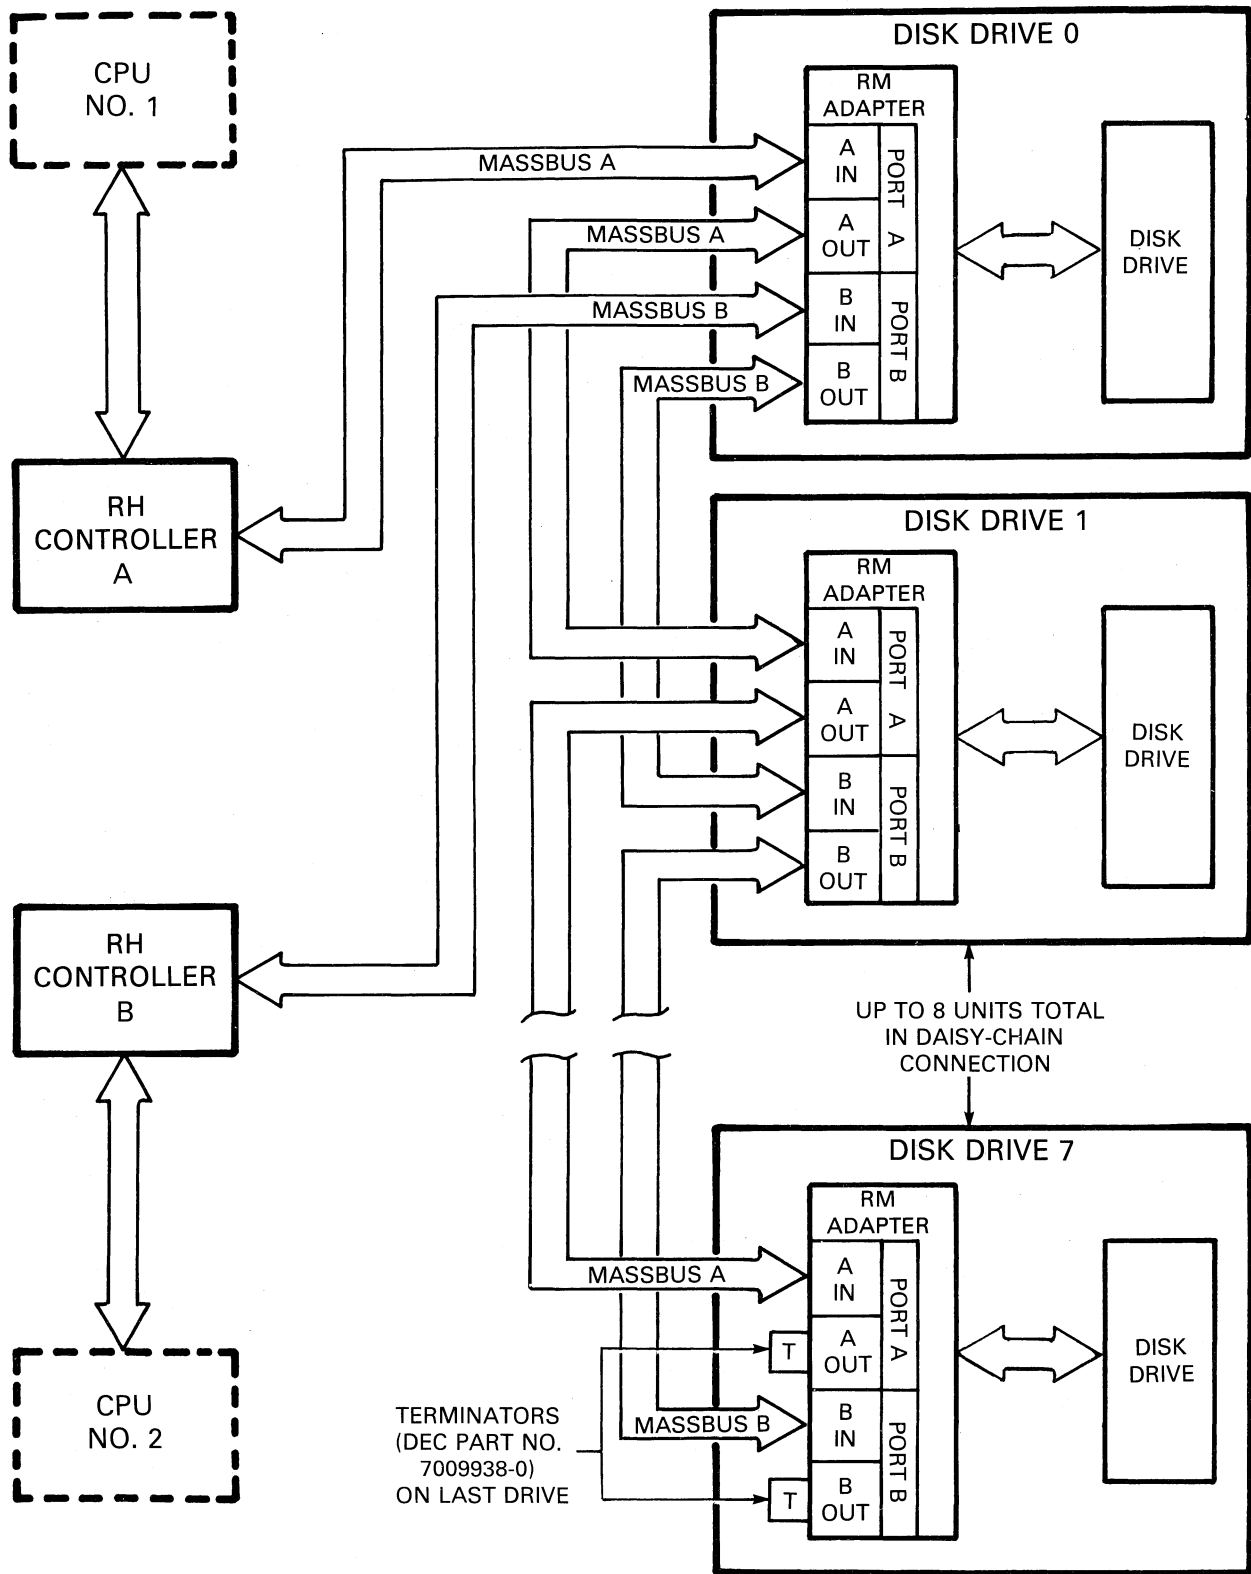 CPU
NO. 1
RH
CONTROLLER
A
RH
CONTROLLER
B
CPU
NO. 2
MASSBUS A
MASSBUS A
MASSBUS B
MASSBUS B
DISK DRIVE 0
RM
ADAPTER
A
IN
A
OUT
PORT A
B
IN
B
OUT
PORT B
DISK
DRIVE
DISK DRIVE 1
RM
ADAPTER
A
IN
A
OUT
PORT A
B
IN
B
OUT
PORT B
DISK
DRIVE
UP TO 8 UNITS TOTAL
IN DAISY-CHAIN
CONNECTION
DISK DRIVE 7
RM
ADAPTER
MASSBUS A
A
IN
T
A
OUT
PORT A
MASSBUS B
B
IN
T
B
OUT
PORT B
DISK
DRIVE
TERMINATORS
(DEC PART NO.
7009938-0)
ON LAST DRIVE